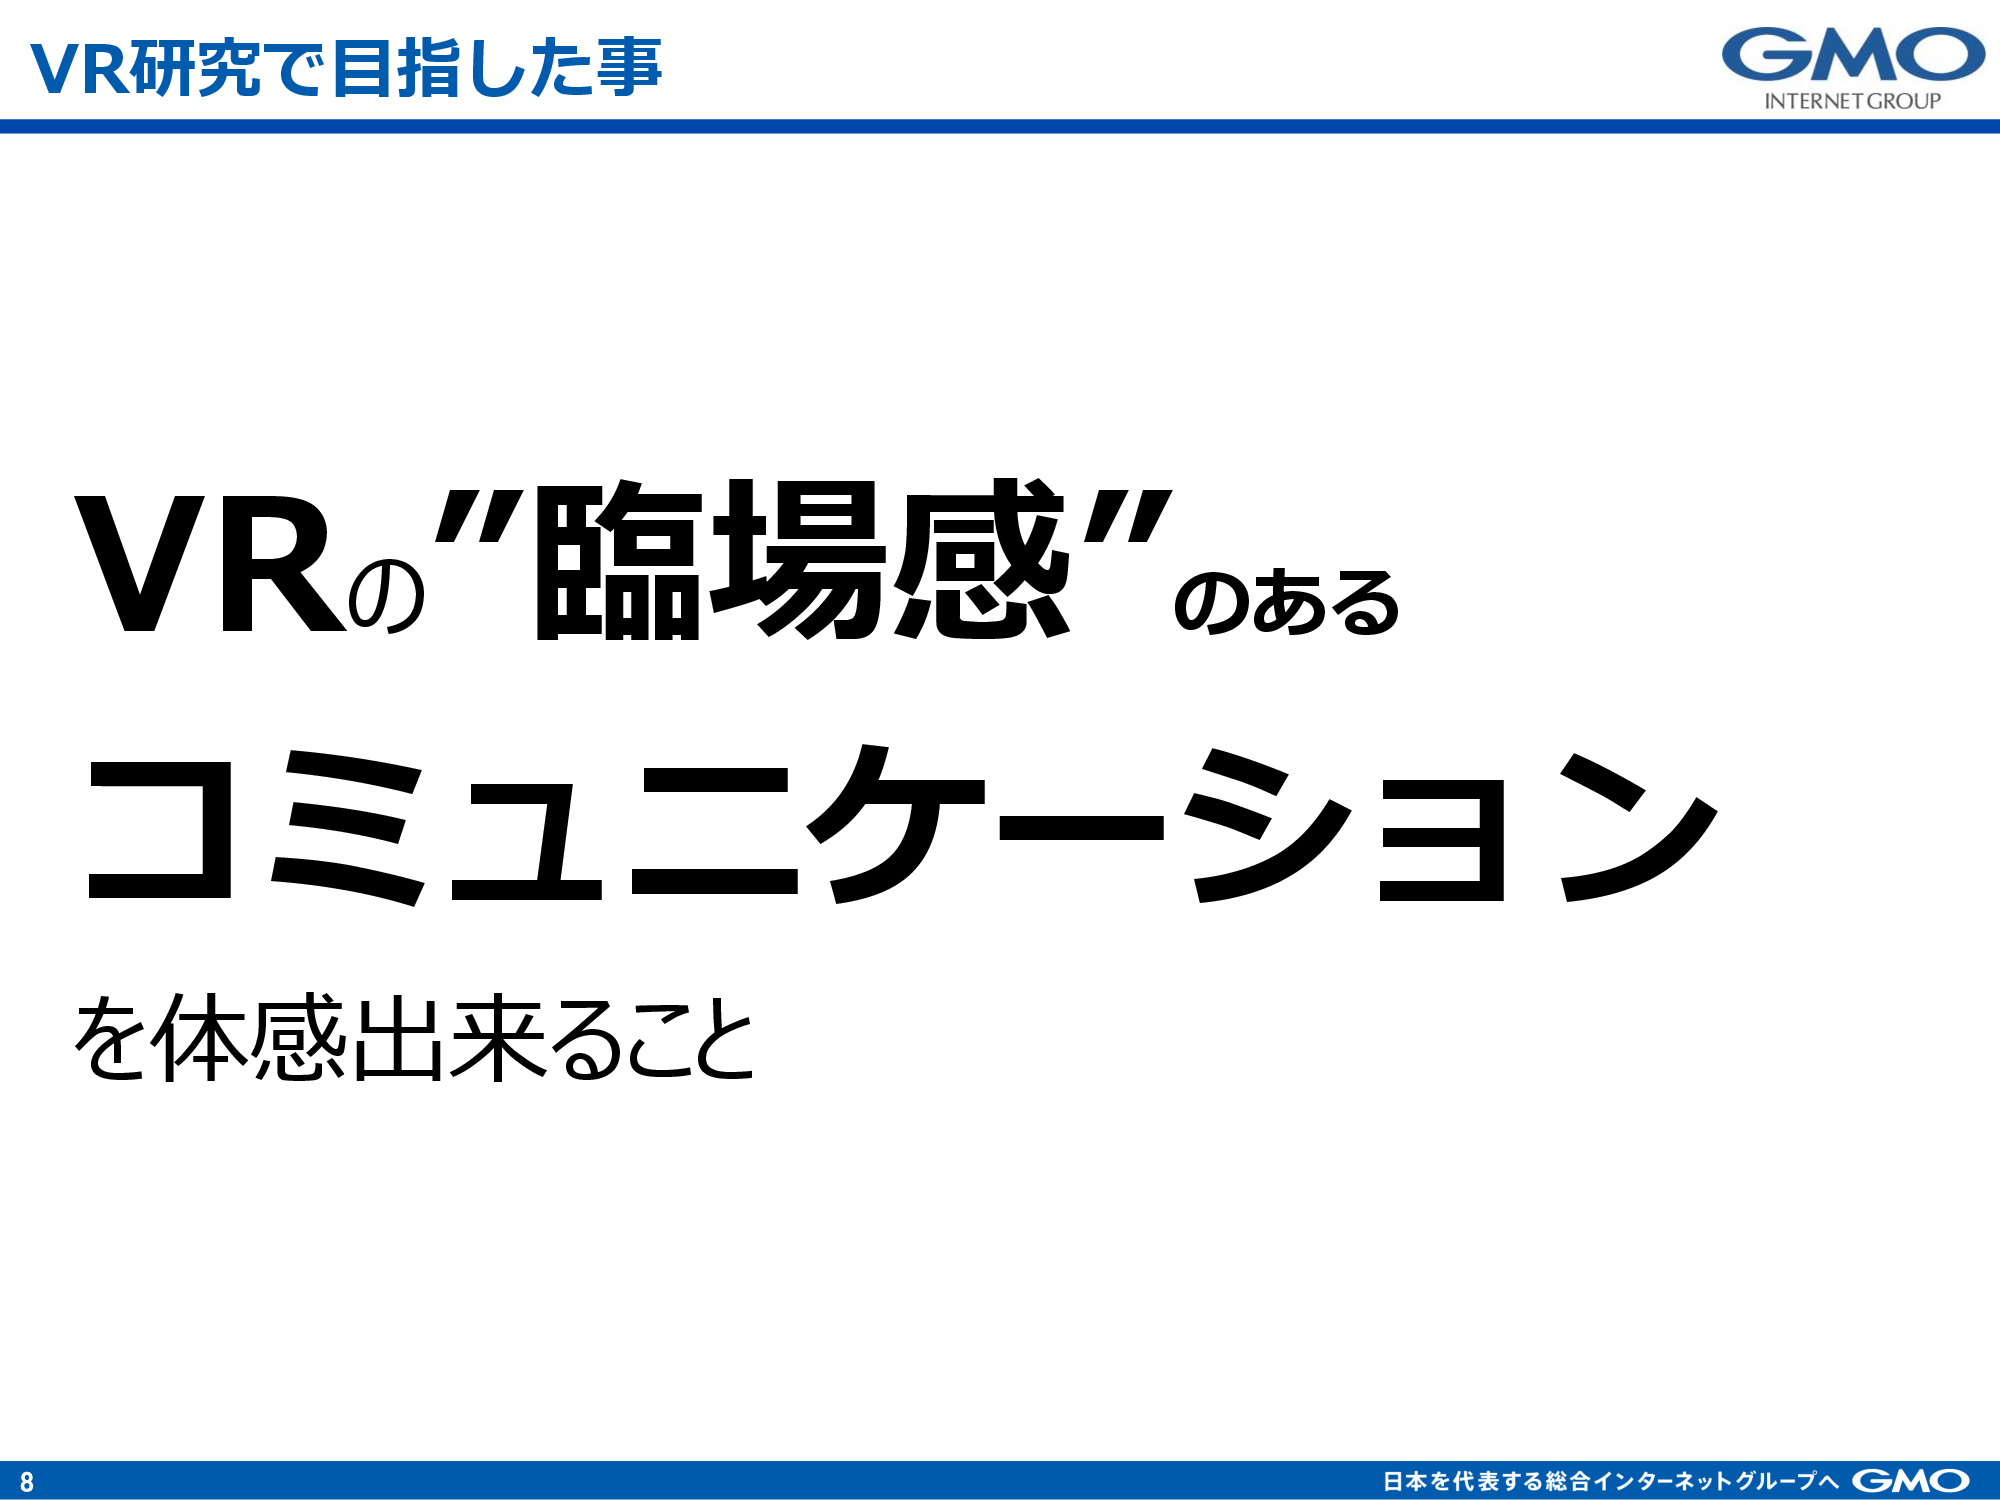 VR研究で目指した事
GMO
INTERNET GROUP
VRの”臨場感”のある
コミュニケーション
を体感出来ること
8
日本を代表する総合インターネットグループへ GMO